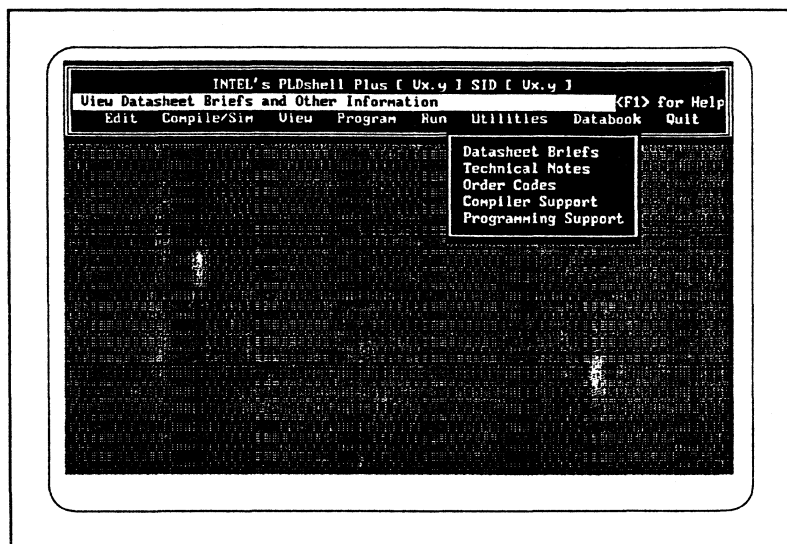 INTEL's PLDshell Plus [ Vx.y ] SID [ Vx.y ]
View Datasheet Briefs and Other Information <F1> for Help
Edit Compile/Sim View Program Run Utilities Databook Quit
Datasheet Briefs
Technical Notes
Order Codes
Compiler Support
Programming Support